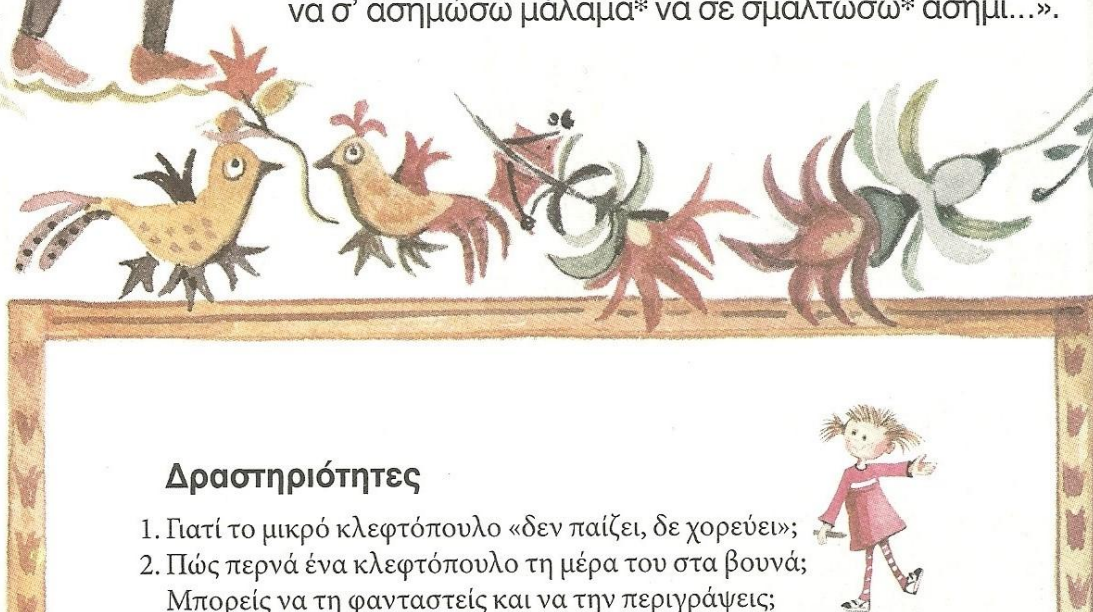 να σ' ασημώσω μάλαμα* να σε σμαλτώσω* ασήμι...».
Δραστηριότητες
1. Γιατί το μικρό κλεφτόπουλο «δεν παίζει, δε χορεύει»;
2. Πώς περνά ένα κλεφτόπουλο τη μέρα του στα βουνά;
Μπορείς να τη φανταστείς και να την περιγράψεις;